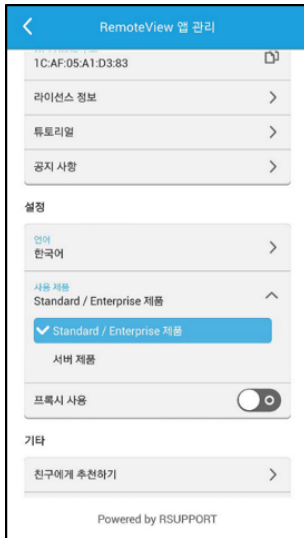 RemoteView 앱 관리
1C:AF:05:A1:D3:83
라이선스 정보
튜토리얼
공지 사항
설정
언어
한국어
사용 제품
Standard / Enterprise 제품
Standard / Enterprise 제품
서버 제품
프록시 사용
기타
친구에게 추천하기
Powered by RSUPPORT